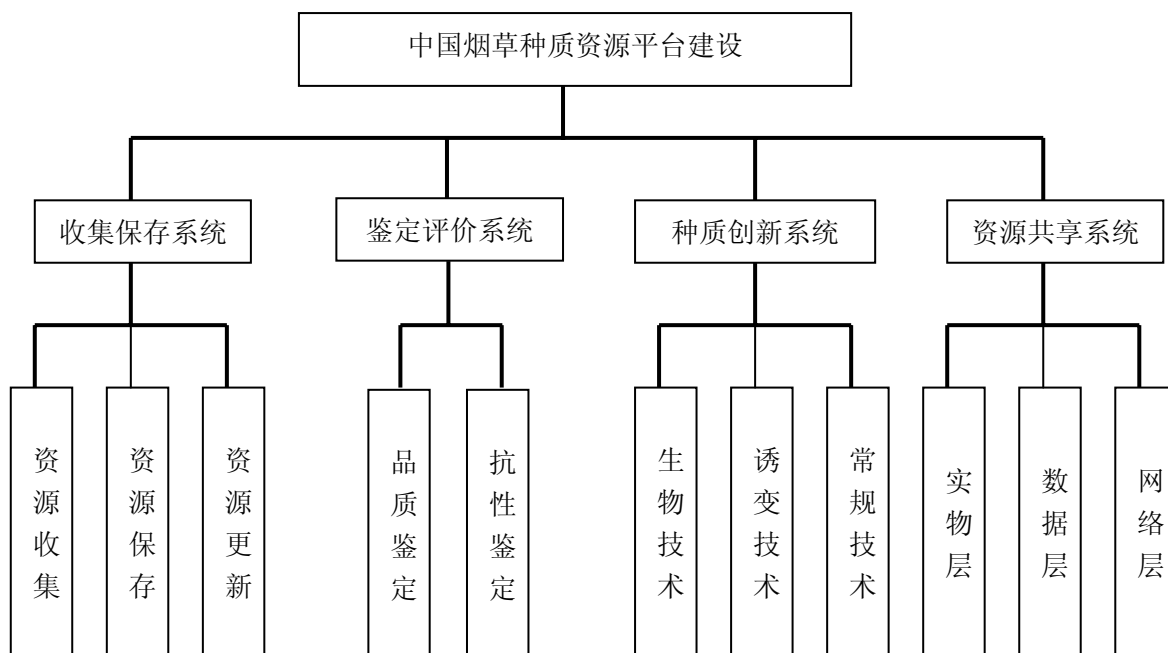 中国烟草种质资源平台建设
收集保存系统
鉴定评价系统
种质创新系统
资源共享系统
资源收集
资源保存
资源更新
品质鉴定
抗性鉴定
生物技术
诱变技术
常规技术
实物层
数据层
网络层